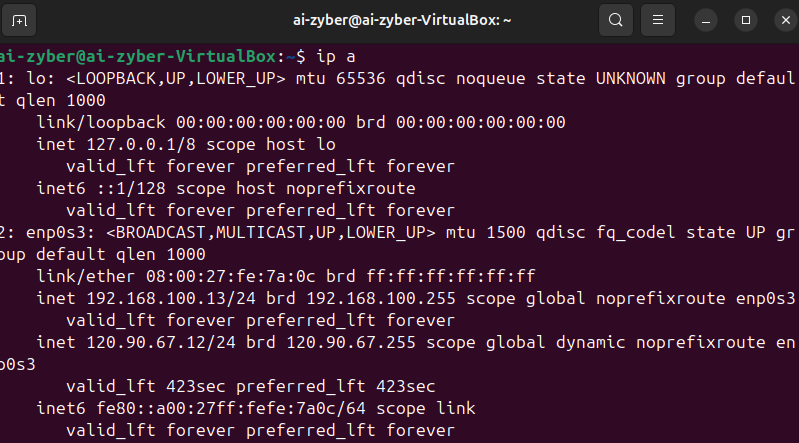 ai-zyber@ai-zyber-VirtualBox: ~
ai-zyber@ai-zyber-VirtualBox:~$ ip a
1: lo: <LOOPBACK,UP,LOWER_UP> mtu 65536 qdisc noqueue state UNKNOWN group defaul
t qlen 1000
    link/loopback 00:00:00:00:00:00 brd 00:00:00:00:00:00
    inet 127.0.0.1/8 scope host lo
       valid_lft forever preferred_lft forever
    inet6 ::1/128 scope host noprefixroute
       valid_lft forever preferred_lft forever
2: enp0s3: <BROADCAST,MULTICAST,UP,LOWER_UP> mtu 1500 qdisc fq_codel state UP gr
oup default qlen 1000
    link/ether 08:00:27:fe:7a:0c brd ff:ff:ff:ff:ff:ff
    inet 192.168.100.13/24 brd 192.168.100.255 scope global noprefixroute enp0s3
       valid_lft forever preferred_lft forever
    inet 120.90.67.12/24 brd 120.90.67.255 scope global dynamic noprefixroute en
p0s3
       valid_lft 423sec preferred_lft 423sec
    inet6 fe80::a00:27ff:fefe:7a0c/64 scope link
       valid_lft forever preferred_lft forever